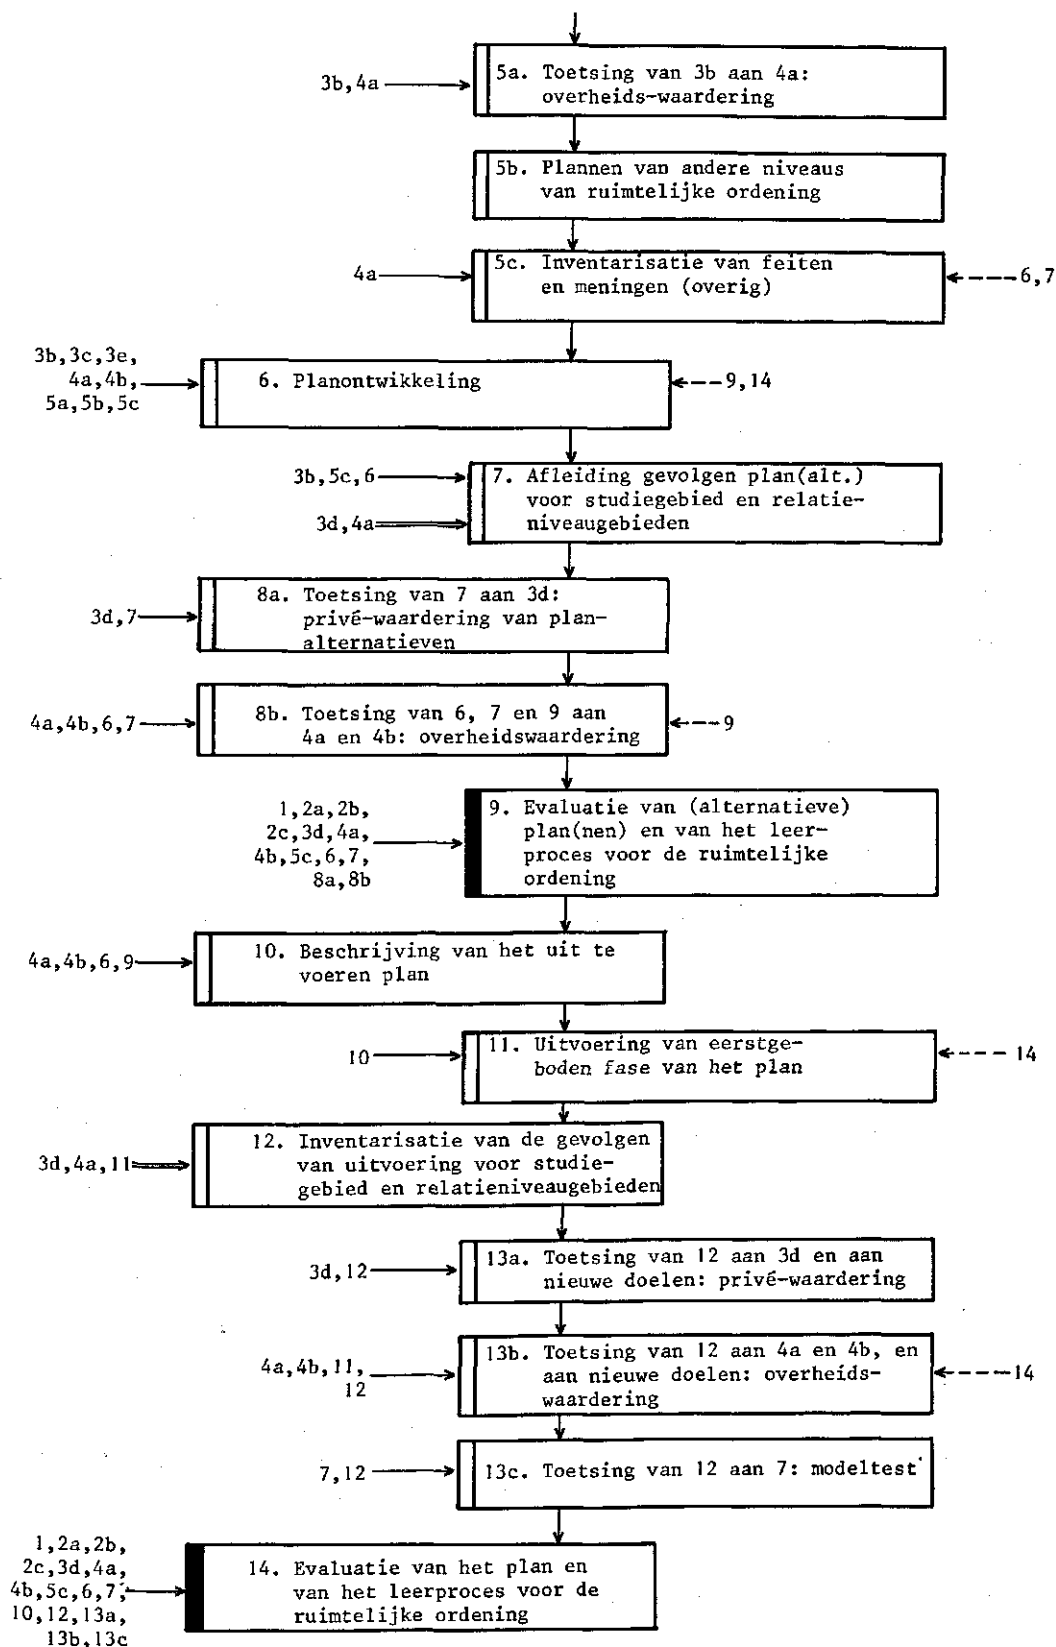 3b,4a
5a. Toetsing van 3b aan 4a:
overheids-waardering
5b. Plannen van andere niveaus
van ruimtelijke ordening
4a
5c. Inventarisatie van feiten
en meningen (overig)
6,7
3b,3c,3e,
4a,4b,
5a,5b,5c
6. Planontwikkeling
9,14
3b,5c,6
3d,4a
7. Afleiding gevolgen plan(alt.)
voor studiegebied en relatie-
niveaugebieden
3d,7
8a. Toetsing van 7 aan 3d:
privé-waardering van plan-
alternatieven
4a,4b,6,7
8b. Toetsing van 6, 7 en 9 aan
4a en 4b: overheidswaardering
9
1,2a,2b,
2c,3d,4a,
4b,5c,6,7,
8a,8b
9. Evaluatie van (alternatieve)
plan(nen) en van het leer-
proces voor de ruimtelijke
ordening
4a,4b,6,9
10. Beschrijving van het uit te
voeren plan
10
11. Uitvoering van eerstge-
boden fase van het plan
14
3d,4a,11
12. Inventarisatie van de gevolgen
van uitvoering voor studie-
gebied en relatieniveaugebieden
3d,12
13a. Toetsing van 12 aan 3d en aan
nieuwe doelen: privé-waardering
4a,4b,11,
12
13b. Toetsing van 12 aan 4a en 4b, en
aan nieuwe doelen: overheids-
waardering
14
7,12
13c. Toetsing van 12 aan 7: modeltest
1,2a,2b,
2c,3d,4a,
4b,5c,6,7,
10,12,13a,
13b,13c
14. Evaluatie van het plan en
van het leerproces voor de
ruimtelijke ordening